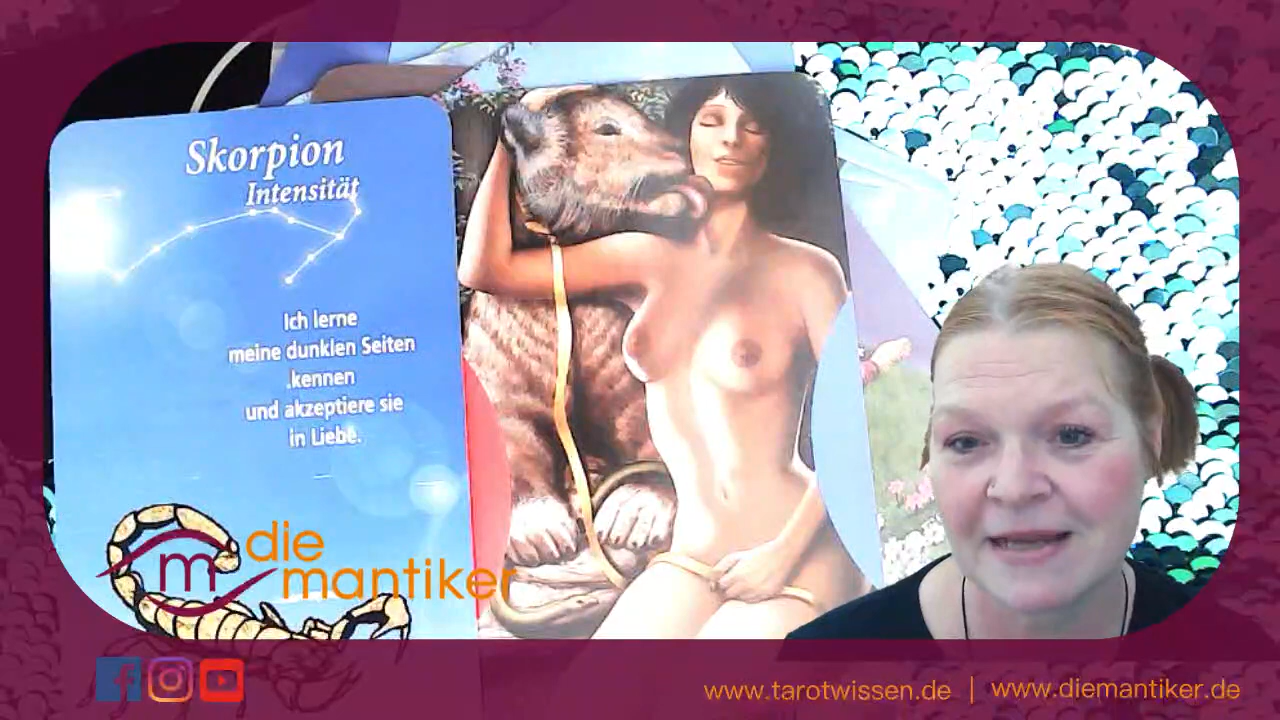 Skorpion
Intensität
Ich lerne
meine dunklen Seiten
kennen
und akzeptiere sie
in Liebe.
m die
mantiker
www.tarotwissen.de | www.diemantiker.de